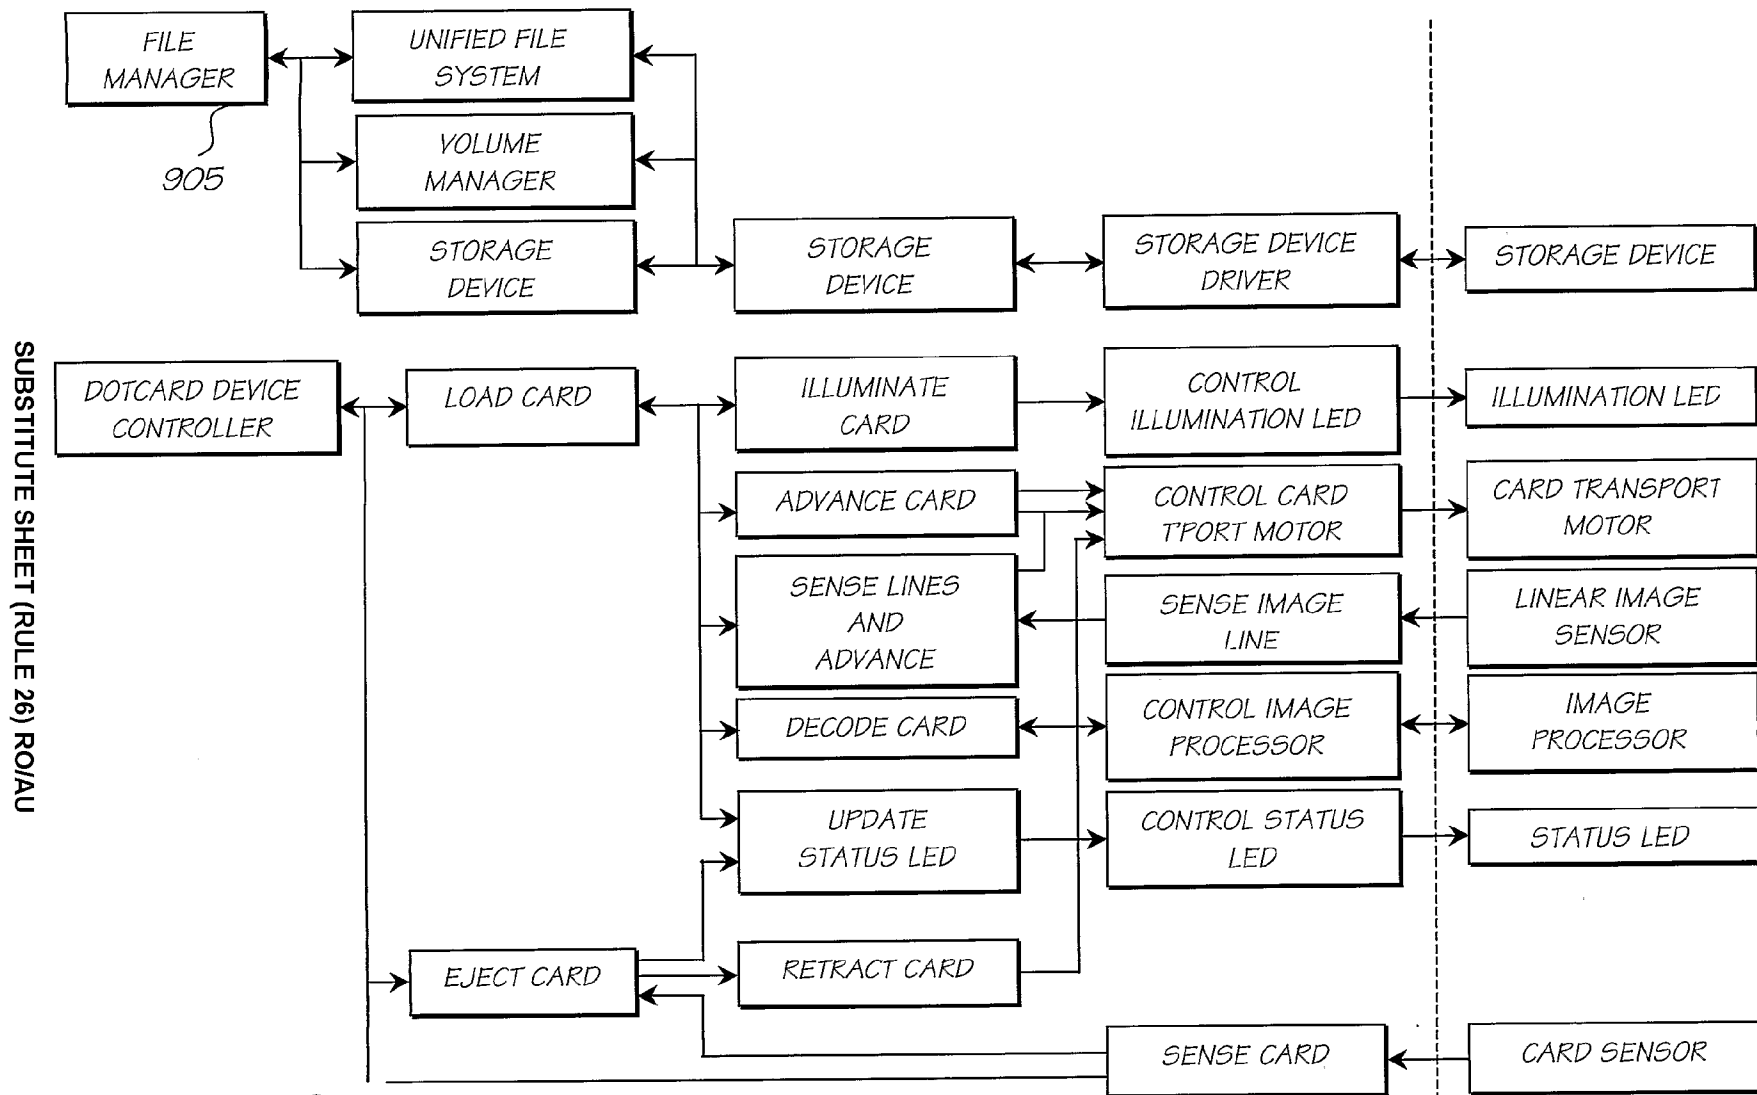 FILE
MANAGER
905
UNIFIED FILE
SYSTEM
VOLUME
MANAGER
STORAGE
DEVICE
STORAGE
DEVICE
STORAGE DEVICE
DRIVER
STORAGE DEVICE
SUBSTITUTE SHEET (RULE 26) RO/AU
DOTCARD DEVICE
CONTROLLER
LOAD CARD
ILLUMINATE
CARD
CONTROL
ILLUMINATION LED
ILLUMINATION LED
ADVANCE CARD
CONTROL CARD
T'PORT MOTOR
CARD TRANSPORT
MOTOR
SENSE LINES
AND
ADVANCE
SENSE IMAGE
LINE
LINEAR IMAGE
SENSOR
DECODE CARD
CONTROL IMAGE
PROCESSOR
IMAGE
PROCESSOR
UPDATE
STATUS LED
CONTROL STATUS
LED
STATUS LED
EJECT CARD
RETRACT CARD
SENSE CARD
CARD SENSOR